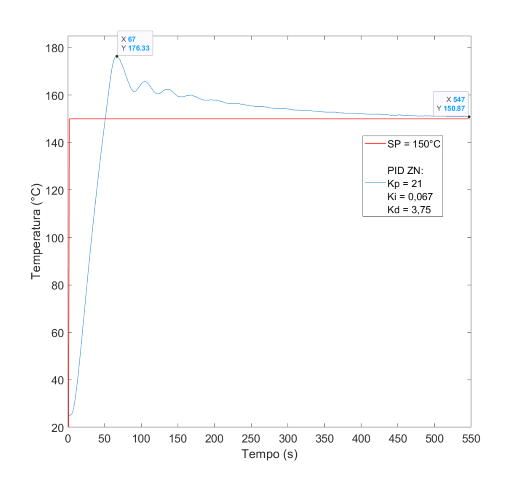 X 67
Y 176.33
X 547
Y 150.87
SP = 150°C
PID ZN:
Kp = 21
Ki = 0,067
Kd = 3,75
180
160
140
120
100
80
60
40
20
Temperatura (°C)
0 50 100 150 200 250 300 350 400 450 500 550
Tempo (s)